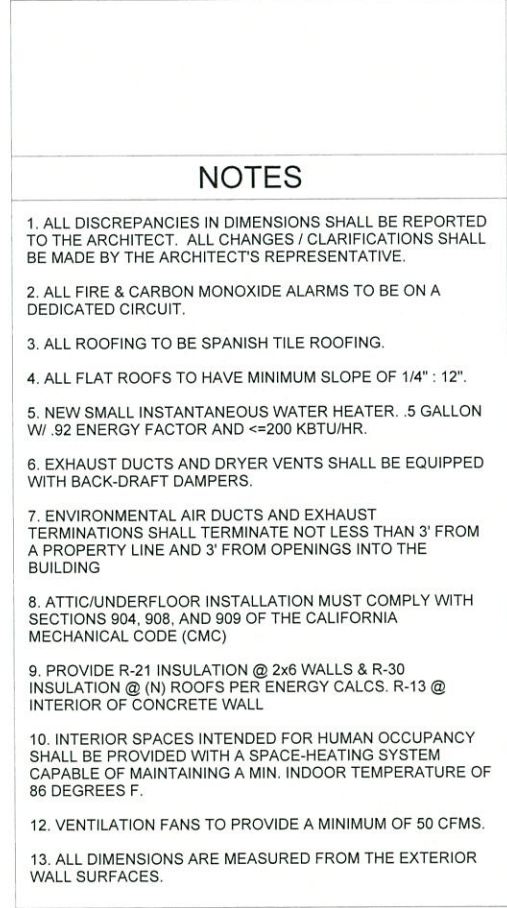 NOTES
1. ALL DISCREPANCIES IN DIMENSIONS SHALL BE REPORTED
TO THE ARCHITECT.  ALL CHANGES / CLARIFICATIONS SHALL
BE MADE BY THE ARCHITECT'S REPRESENTATIVE.
2. ALL FIRE & CARBON MONOXIDE ALARMS TO BE ON A
DEDICATED CIRCUIT.
3. ALL ROOFING TO BE SPANISH TILE ROOFING.
4. ALL FLAT ROOFS TO HAVE MINIMUM SLOPE OF 1/4" : 12".
5. NEW SMALL INSTANTANEOUS WATER HEATER. .5 GALLON
W/ .92 ENERGY FACTOR AND <=200 KBTU/HR.
6. EXHAUST DUCTS AND DRYER VENTS SHALL BE EQUIPPED
WITH BACK-DRAFT DAMPERS.
7. ENVIRONMENTAL AIR DUCTS AND EXHAUST
TERMINATIONS SHALL TERMINATE NOT LESS THAN 3' FROM
A PROPERTY LINE AND 3' FROM OPENINGS INTO THE
BUILDING
8. ATTIC/UNDERFLOOR INSTALLATION MUST COMPLY WITH
SECTIONS 904, 908, AND 909 OF THE CALIFORNIA
MECHANICAL CODE (CMC)
9. PROVIDE R-21 INSULATION @ 2x6 WALLS & R-30
INSULATION @ (N) ROOFS PER ENERGY CALCS. R-13 @
INTERIOR OF CONCRETE WALL
10. INTERIOR SPACES INTENDED FOR HUMAN OCCUPANCY
SHALL BE PROVIDED WITH A SPACE-HEATING SYSTEM
CAPABLE OF MAINTAINING A MIN. INDOOR TEMPERATURE OF
86 DEGREES F.
12. VENTILATION FANS TO PROVIDE A MINIMUM OF 50 CFMS.
13. ALL DIMENSIONS ARE MEASURED FROM THE EXTERIOR
WALL SURFACES.